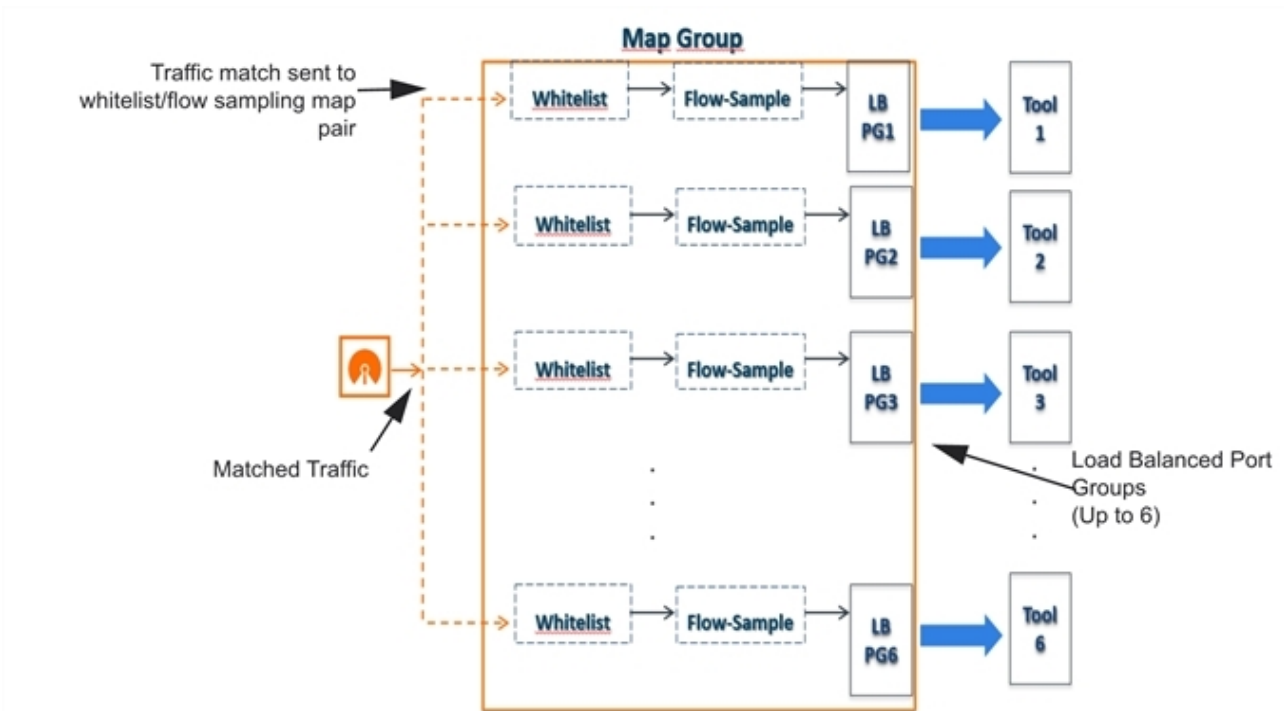 Map Group
Traffic match sent to
whitelist/flow sampling map
pair
Whitelist
Flow-Sample
LB
PG1
Tool
1
Whitelist
Flow-Sample
LB
PG2
Tool
2
Whitelist
Flow-Sample
LB
PG3
Tool
3
Matched Traffic
Load Balanced Port
Groups
(Up to 6)
Whitelist
Flow-Sample
LB
PG6
Tool
6